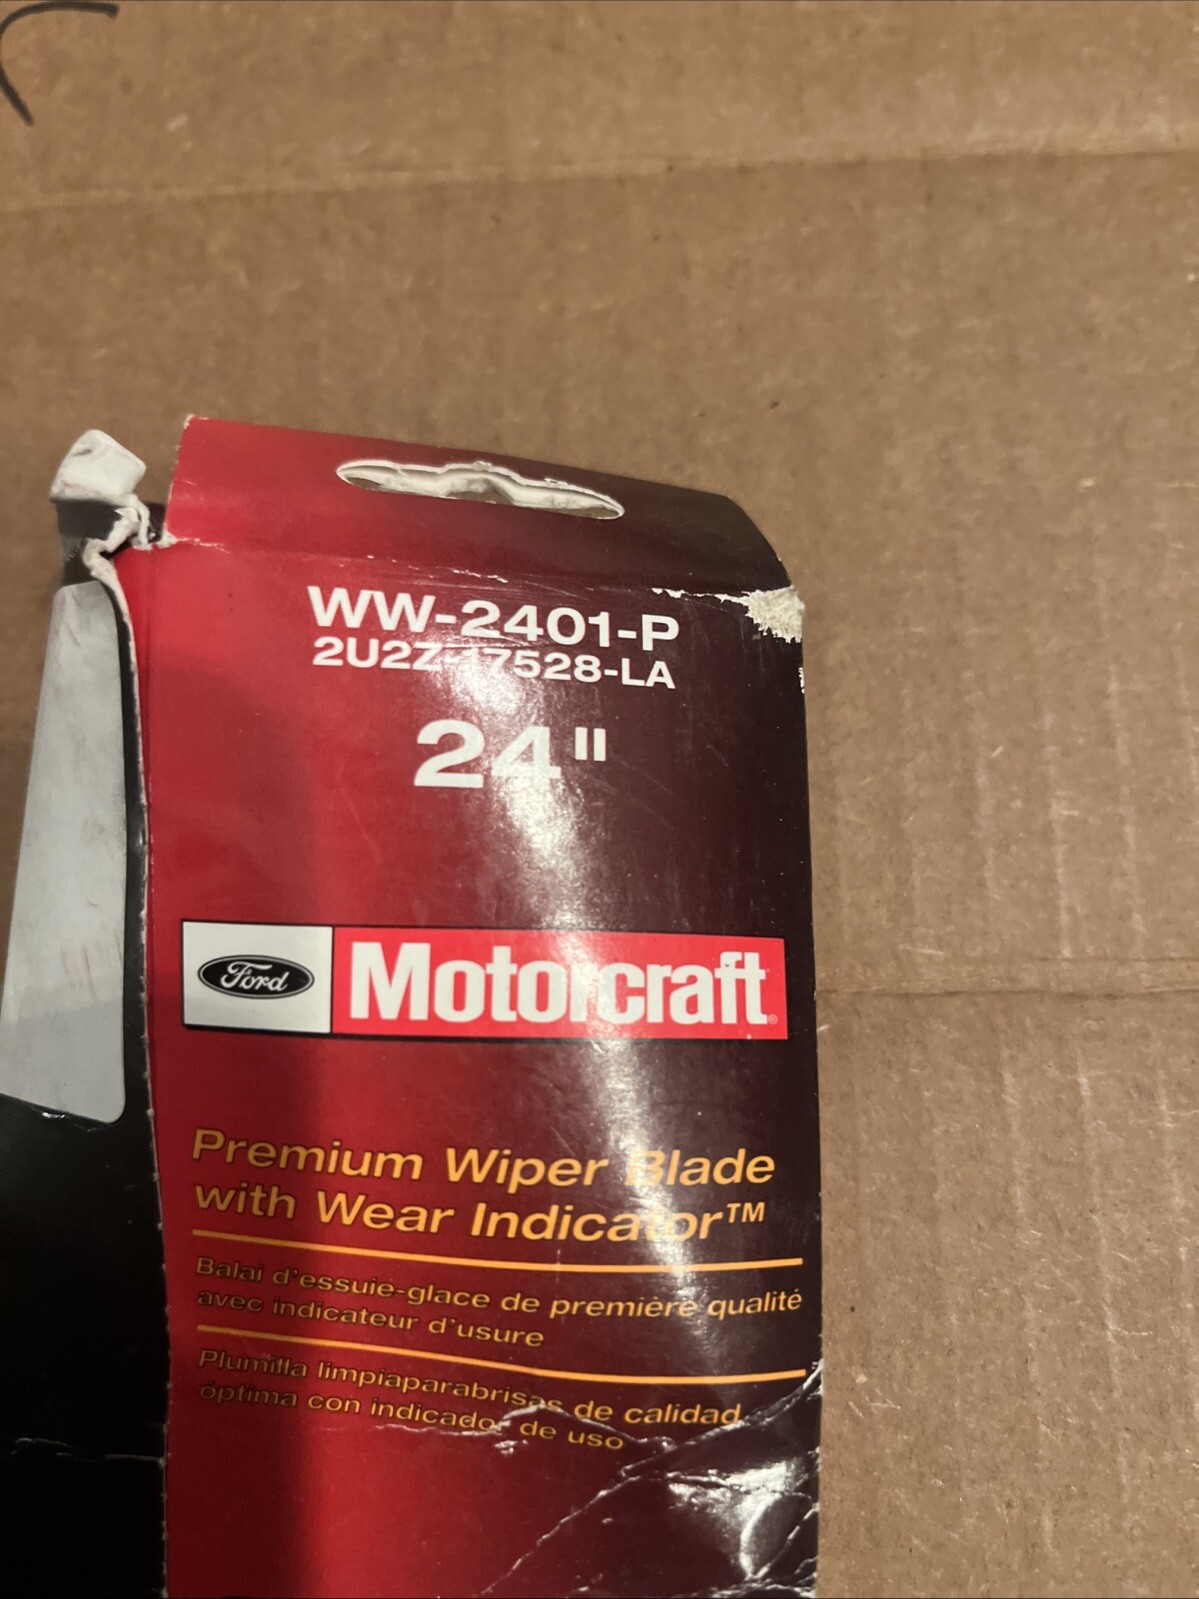 WW-2401-P
2U2Z-17528-LA
24"
Ford Motorcraft®
Premium Wiper Blade
with Wear Indicator™
Balai d'essuie-glace de première qualité
avec indicateur d'usure
Plumilla limpiaparabrisas de calidad
óptima con indicador de uso